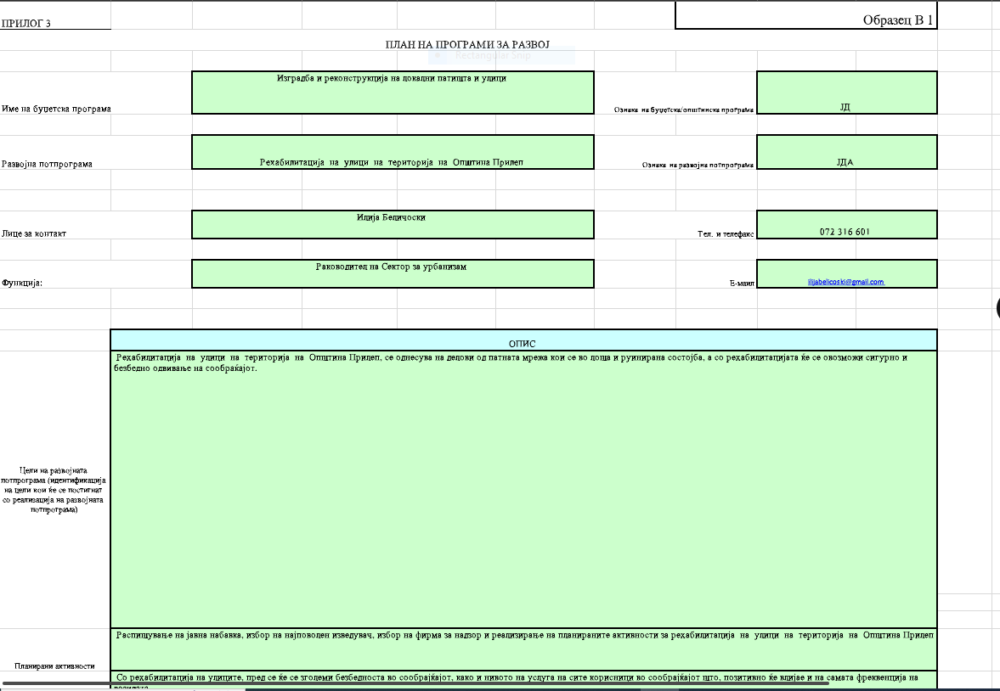 ПРИЛОГ 3
Образец В 1
ПЛАН НА ПРОГРАМИ ЗА РАЗВОЈ
Rectangular Snip
Изградба и реконструкција на локални патишта и улици
Име на буџетска програма
Ознака на буџетска/општинска програма
ЈД
Развојна потпрограма
Рехабилитација на улици на територија на Општина Прилеп
Ознака на развојна потпрограма
ЈДА
Илија Беличоски
Лице за контакт
Тел. и телефакс
072 316 601
Раководител на Сектор за урбанизам
Функција:
Е-маил
ilijabelicoski@gmail.com
ОПИС
Рехабилитација на улици на територија на Општина Прилеп, се однесува на делови од патната мрежа кои се во лоша и руинирана состојба, а со рехабилитацијата ќе се овозможи сигурно и
безбедно одвивање на сообраќајот.
Цели на развојната
потпрограма (идентификација
на цели кои ќе се постигнат
со реализација на развојната
потпрограма)
Распишување на јавна набавка, избор на најповолен изведувач, избор на фирма за надзор и реализирање на планираните активности за рехабилитација на улици на територија на Општина Прилеп
Планирани активности
Со рехабилитација на улиците, пред се ќе се зголеми безбедноста во сообраќајот, како и нивото на услуга на сите корисници во сообраќајот што, позитивно ќе влијае и на самата фреквенција на